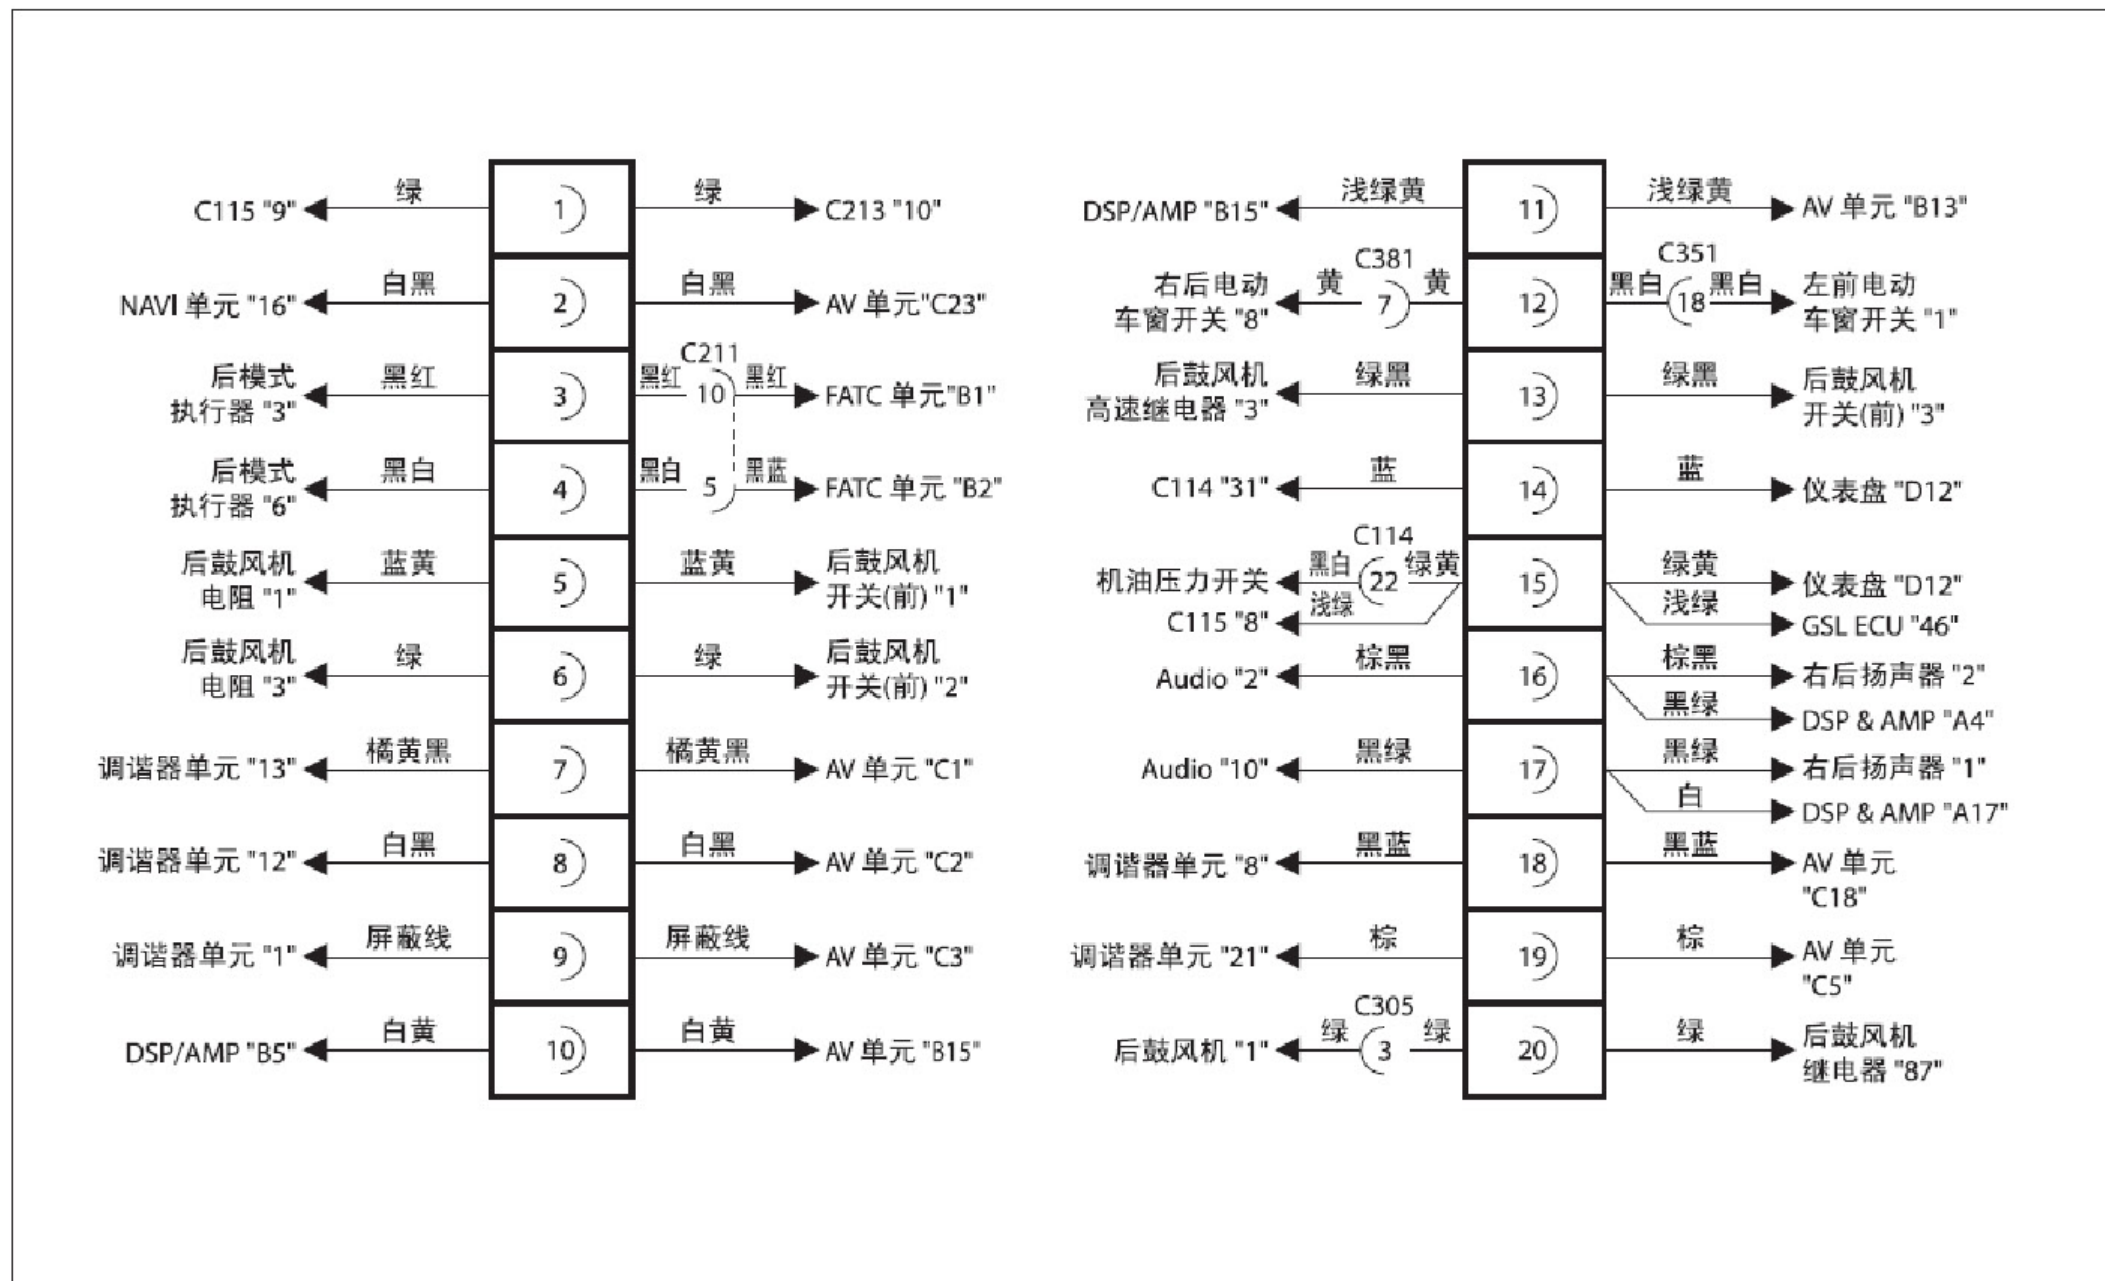 绿 绿
C115 "9" 1 C213 "10"
白黑 白黑
NAVI 单元 "16" 2 AV 单元"C23"
C211
后模式 黑红 黑红 10 黑红
执行器 "3" 3 FATC 单元"B1"
后模式 黑白 黑白 5 黑蓝
执行器 "6" 4 FATC 单元 "B2"
后鼓风机 蓝黄 蓝黄 后鼓风机
电阻 "1" 5 开关(前) "1"
后鼓风机 绿 绿 后鼓风机
电阻 "3" 6 开关(前) "2"
橘黄黑 橘黄黑
调谐器单元 "13" 7 AV 单元 "C1"
白黑 白黑
调谐器单元 "12" 8 AV 单元 "C2"
屏蔽线 屏蔽线
调谐器单元 "1" 9 AV 单元 "C3"
白黄 白黄
DSP/AMP "B5" 10 AV 单元 "B15"
浅绿黄 浅绿黄
DSP/AMP "B15" 11 AV 单元 "B13"
C381 C351
右后电动 黄 7 黄 12 黑白 18 黑白 左前电动
车窗开关 "8" 车窗开关 "1"
后鼓风机 绿黑 绿黑 后鼓风机
高速继电器 "3" 13 开关(前) "3"
蓝 蓝
C114 "31" 14 仪表盘 "D12"
C114
黑白 22 绿黄 绿黄
机油压力开关 15 仪表盘 "D12"
浅绿 浅绿
C115 "8" GSL ECU "46"
棕黑 棕黑
Audio "2" 16 右后扬声器 "2"
黑绿
DSP & AMP "A4"
黑绿 黑绿
Audio "10" 17 右后扬声器 "1"
白
DSP & AMP "A17"
黑蓝 黑蓝
调谐器单元 "8" 18 AV 单元
"C18"
棕 棕
调谐器单元 "21" 19 AV 单元
"C5"
C305
绿 3 绿 绿 后鼓风机
后鼓风机 "1" 20 继电器 "87"